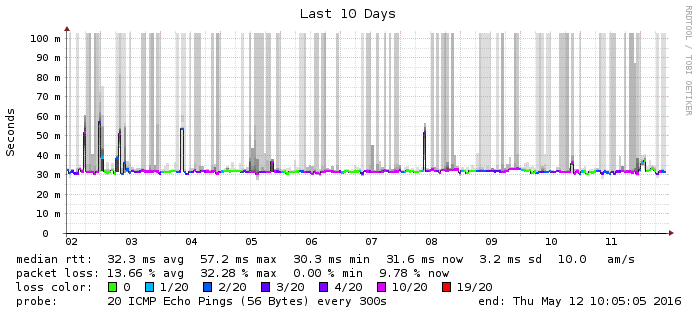 Last 10 Days
RRDTOOL / TOBI OETIKER
Seconds
100 m
90 m
80 m
70 m
60 m
50 m
40 m
30 m
20 m
10 m
0
02 03 04 05 06 07 08 09 10 11
median rtt: 32.3 ms avg 57.2 ms max 30.3 ms min 31.6 ms now 3.2 ms sd 10.0 am/s
packet loss: 13.66 % avg 32.28 % max 0.00 % min 9.78 % now
loss color: 0 1/20 2/20 3/20 4/20 10/20 19/20
probe: 20 ICMP Echo Pings (56 Bytes) every 300s end: Thu May 12 10:05:05 2016